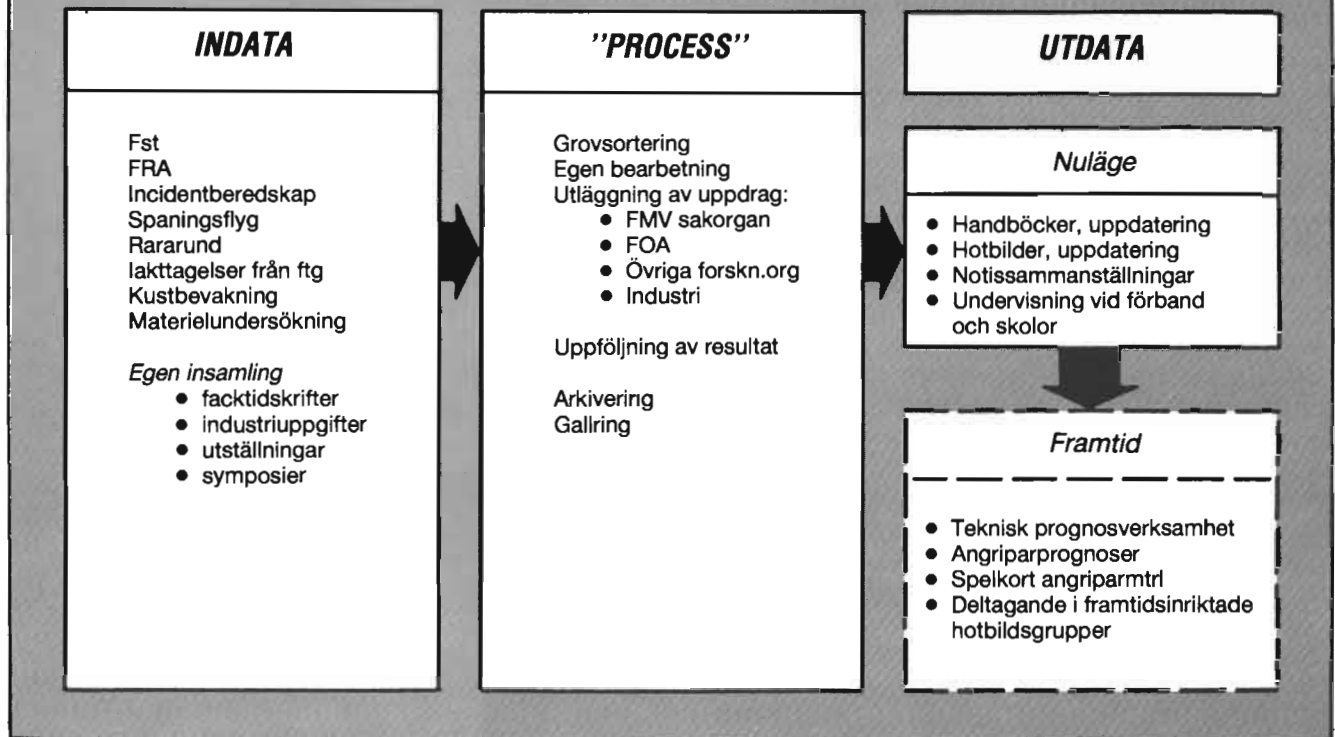 INDATA
Fst
FRA
Incidentberedskap
Spaningsflyg
Rararund
Iakttagelser från ftg
Kustbevakning
Materielundersökning
Egen insamling
● facktidskrifter
● industriuppgifter
● utställningar
● symposier
"PROCESS"
Grovsortering
Egen bearbetning
Utläggning av uppdrag:
● FMV sakorgan
● FOA
● Övriga forskn.org
● Industri
Uppföljning av resultat
Arkivering
Gallring
UTDATA
Nuläge
● Handböcker, uppdatering
● Hotbilder, uppdatering
● Notissammanställningar
● Undervisning vid förband
och skolor
Framtid
● Teknisk prognosverksamhet
● Angriparprognoser
● Spelkort angriparmtrl
● Deltagande i framtidsinriktade
hotbildsgrupper